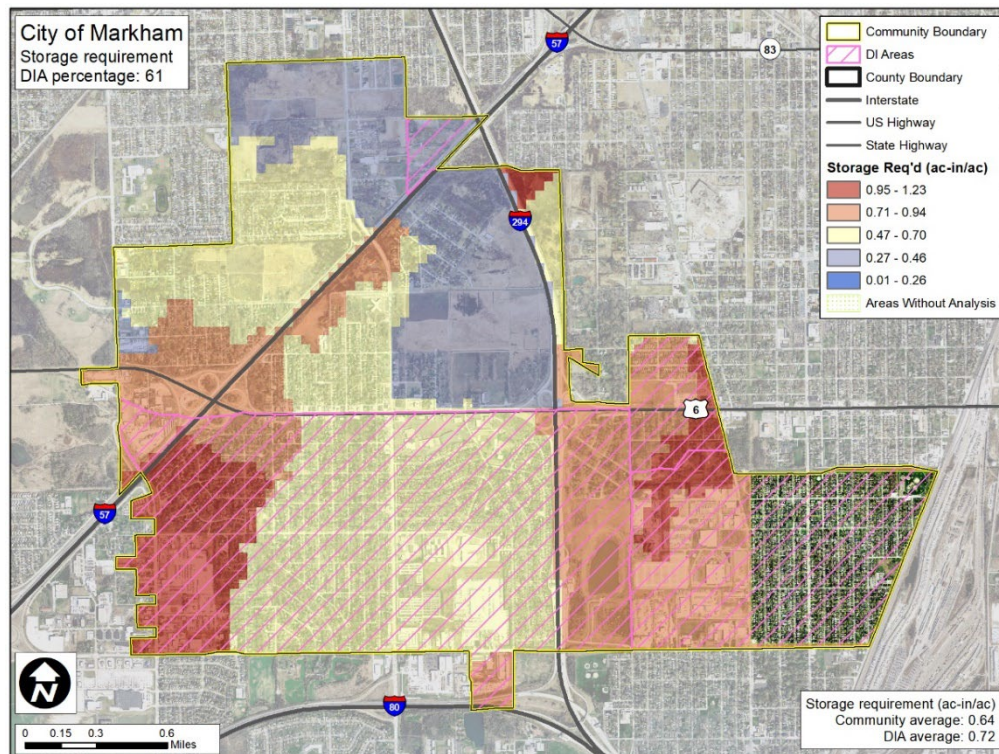 City of Markham
Storage requirement
DIA percentage: 61
57
83
Community Boundary
DI Areas
County Boundary
Interstate
US Highway
State Highway
Storage Req'd (ac-in/ac)
0.95 - 1.23
0.71 - 0.94
0.47 - 0.70
0.27 - 0.46
0.01 - 0.26
Areas Without Analysis
294
6
57
80
N
0 0.15 0.3 0.6
Miles
Storage requirement (ac-in/ac)
Community average: 0.64
DIA average: 0.72